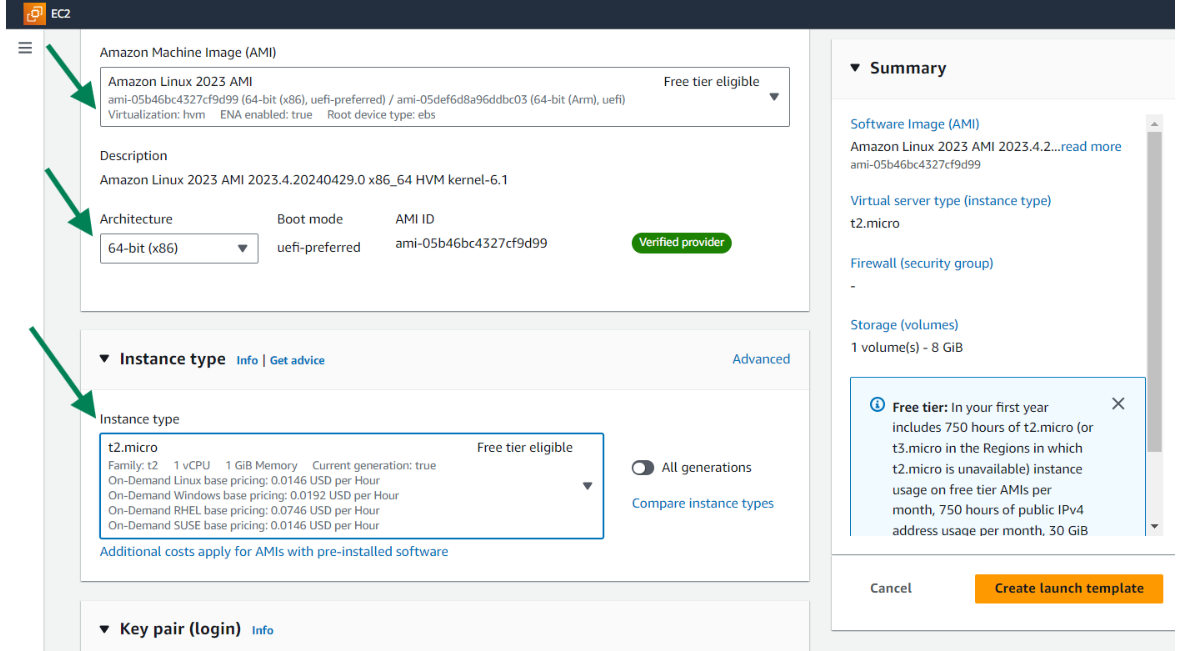 EC2
Amazon Machine Image (AMI)
Amazon Linux 2023 AMI
Free tier eligible
ami-05b46bc4327cf9d99 (64-bit (x86), uefi-preferred) / ami-05def6d8a96ddbc03 (64-bit (Arm), uefi)
Virtualization: hvm ENA enabled: true Root device type: ebs
Description
Amazon Linux 2023 AMI 2023.4.20240429.0 x86_64 HVM kernel-6.1
Architecture Boot mode AMI ID
64-bit (x86) uefi-preferred ami-05b46bc4327cf9d99 Verified provider
Instance type Info | Get advice Advanced
Instance type
t2.micro Free tier eligible
Family: t2 1 vCPU 1 GiB Memory Current generation: true
On-Demand Linux base pricing: 0.0146 USD per Hour
On-Demand Windows base pricing: 0.0192 USD per Hour
On-Demand RHEL base pricing: 0.0746 USD per Hour
On-Demand SUSE base pricing: 0.0146 USD per Hour
All generations
Compare instance types
Additional costs apply for AMIs with pre-installed software
Key pair (login) Info
Summary
Software Image (AMI)
Amazon Linux 2023 AMI 2023.4.2...read more
ami-05b46bc4327cf9d99
Virtual server type (instance type)
t2.micro
Firewall (security group)
-
Storage (volumes)
1 volume(s) - 8 GiB
Free tier: In your first year
includes 750 hours of t2.micro (or
t3.micro in the Regions in which
t2.micro is unavailable) instance
usage on free tier AMIs per
month, 750 hours of public IPv4
address usage per month, 30 GiB
Cancel Create launch template